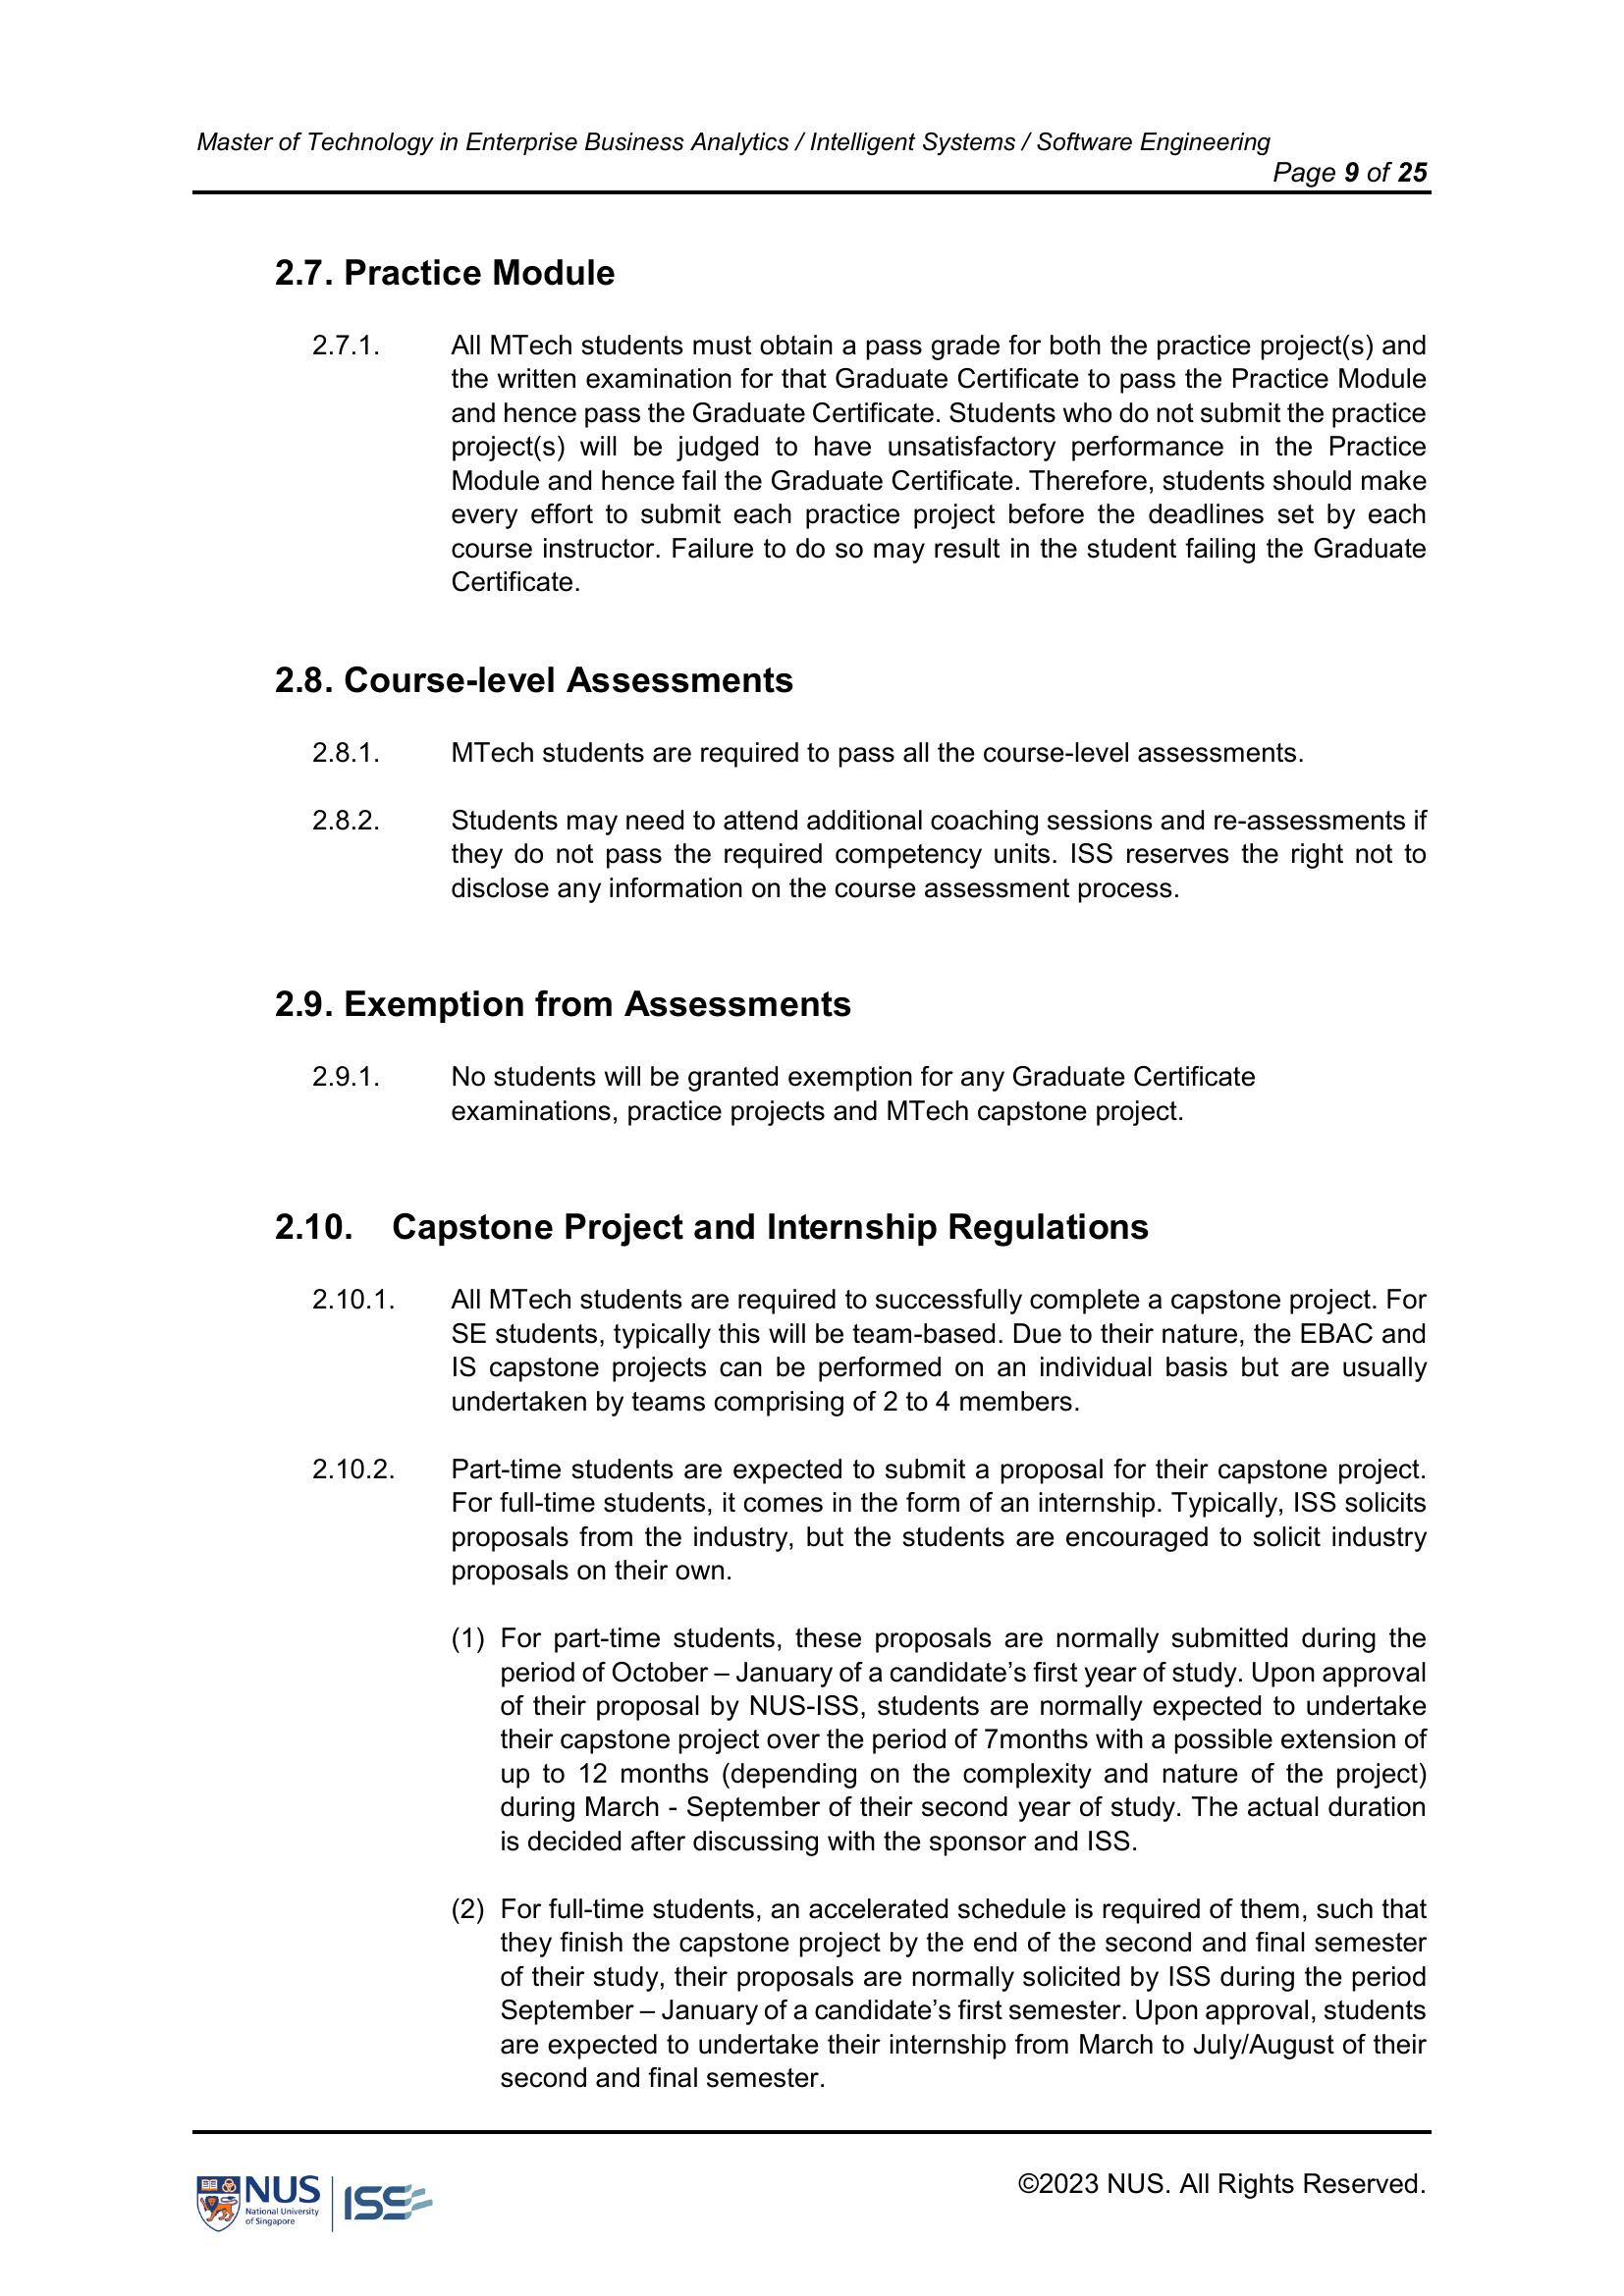 Master of Technology in Enterprise Business Analytics / Intelligent Systems / Software Engineering
Page 9 of 25
2.7. Practice Module
2.7.1. All MTech students must obtain a pass grade for both the practice project(s) and
the written examination for that Graduate Certificate to pass the Practice Module
and hence pass the Graduate Certificate. Students who do not submit the practice
project(s) will be judged to have unsatisfactory performance in the Practice
Module and hence fail the Graduate Certificate. Therefore, students should make
every effort to submit each practice project before the deadlines set by each
course instructor. Failure to do so may result in the student failing the Graduate
Certificate.
2.8. Course-level Assessments
2.8.1. MTech students are required to pass all the course-level assessments.
2.8.2. Students may need to attend additional coaching sessions and re-assessments if
they do not pass the required competency units. ISS reserves the right not to
disclose any information on the course assessment process.
2.9. Exemption from Assessments
2.9.1. No students will be granted exemption for any Graduate Certificate
examinations, practice projects and MTech capstone project.
2.10. Capstone Project and Internship Regulations
2.10.1. All MTech students are required to successfully complete a capstone project. For
SE students, typically this will be team-based. Due to their nature, the EBAC and
IS capstone projects can be performed on an individual basis but are usually
undertaken by teams comprising of 2 to 4 members.
2.10.2. Part-time students are expected to submit a proposal for their capstone project.
For full-time students, it comes in the form of an internship. Typically, ISS solicits
proposals from the industry, but the students are encouraged to solicit industry
proposals on their own.
(1) For part-time students, these proposals are normally submitted during the
period of October – January of a candidate’s first year of study. Upon approval
of their proposal by NUS-ISS, students are normally expected to undertake
their capstone project over the period of 7months with a possible extension of
up to 12 months (depending on the complexity and nature of the project)
during March - September of their second year of study. The actual duration
is decided after discussing with the sponsor and ISS.
(2) For full-time students, an accelerated schedule is required of them, such that
they finish the capstone project by the end of the second and final semester
of their study, their proposals are normally solicited by ISS during the period
September – January of a candidate’s first semester. Upon approval, students
are expected to undertake their internship from March to July/August of their
second and final semester.
©2023 NUS. All Rights Reserved.
NUS
National University
of Singapore
ISS